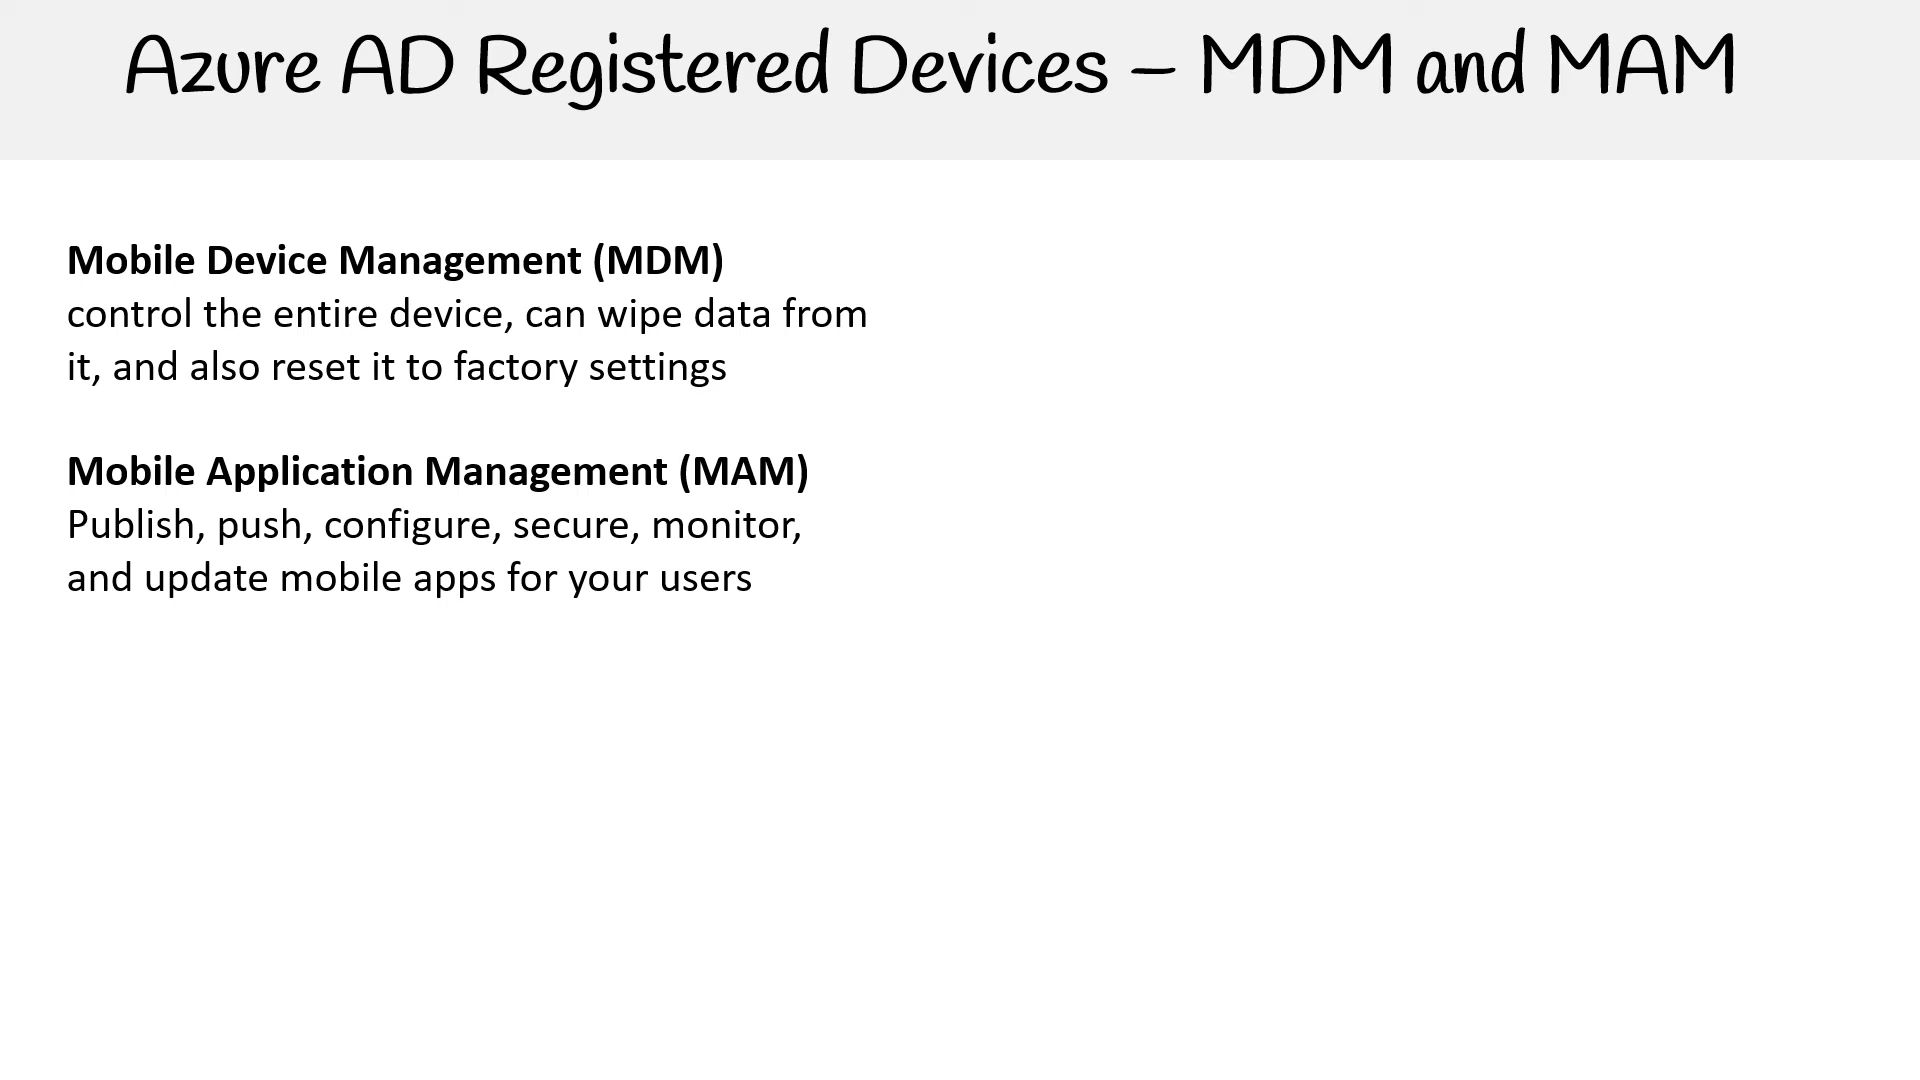 Azure AD Registered Devices – MDM and MAM
Mobile Device Management (MDM)
control the entire device, can wipe data from
it, and also reset it to factory settings
Mobile Application Management (MAM)
Publish, push, configure, secure, monitor,
and update mobile apps for your users